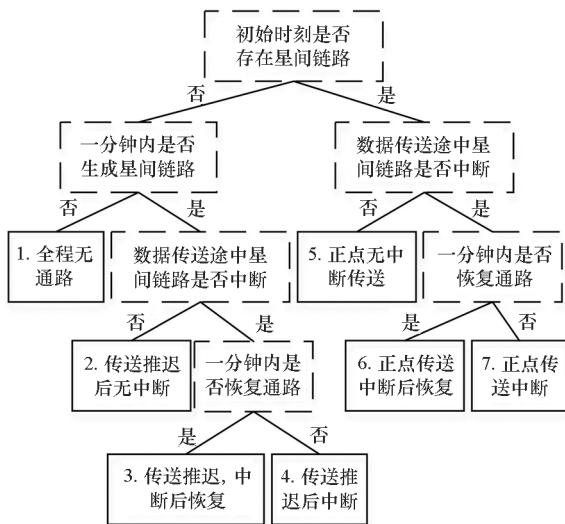 初始时刻是否
存在星间链路
否
是
一分钟内是否
生成星间链路
数据传送途中星
间链路是否中断
否
是
否
是
1. 全程无
通路
数据传送途中星
间链路是否中断
5. 正点无中
断传送
一分钟内是否
恢复通路
否
是
是
否
2. 传送推迟
后无中断
一分钟内是
否恢复通路
6. 正点传送
中断后恢复
7. 正点传
送中断
是
否
3. 传送推迟, 中
断后恢复
4. 传送推
迟后中断